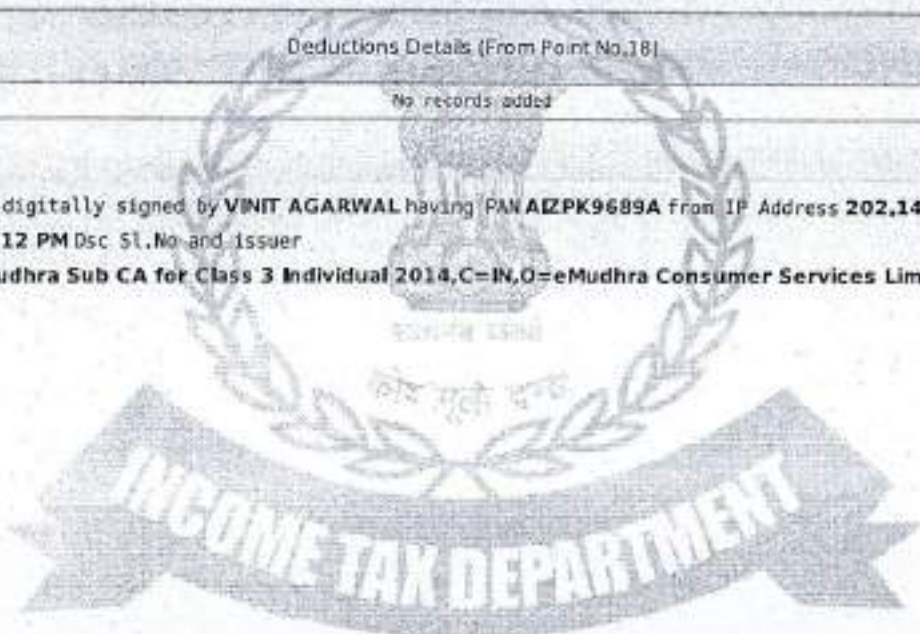 Deductions Details (From Point No.18)
No records added
digitally signed by VINIT AGARWAL having PAN AIZPK9689A from IP Address 202,14
12 PM Dsc Sl.No and issuer
udhra Sub CA for Class 3 Individual 2014,C=IN,O=eMudhra Consumer Services Lim
कोष मूलो दण्ड
INCOME TAX DEPARTMENT